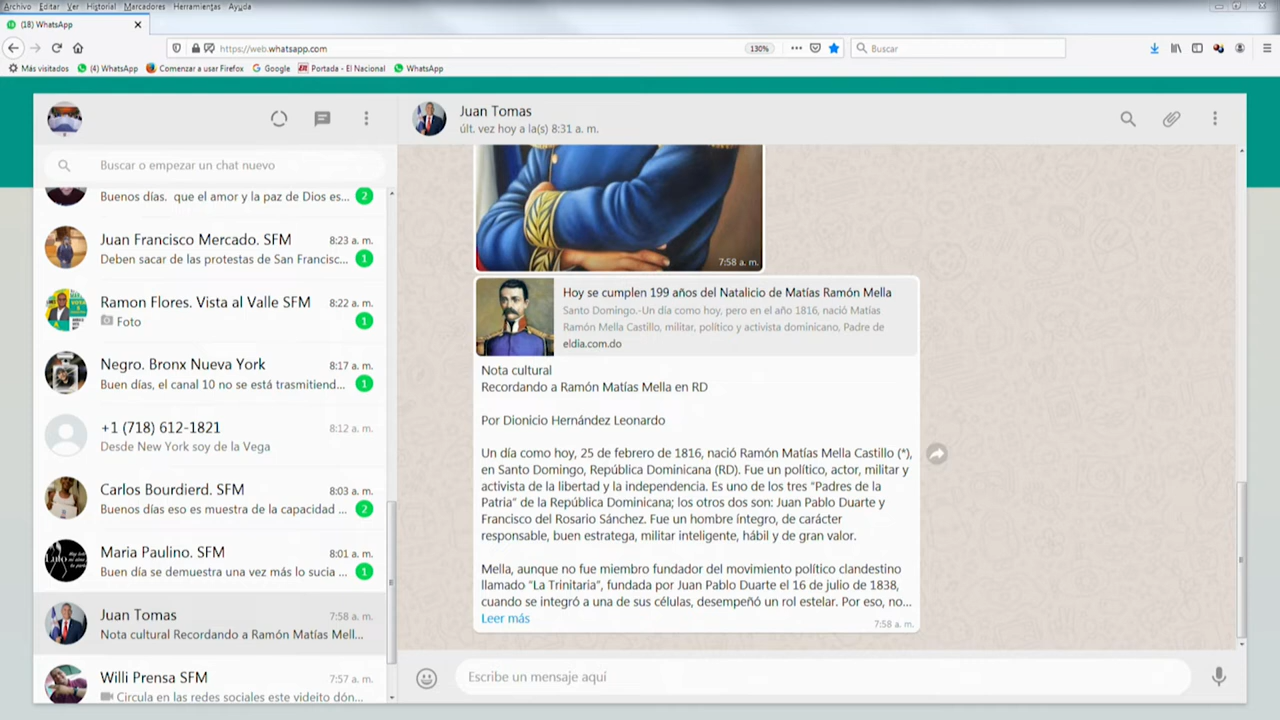 Archivo Editar Ver Historial Marcadores Herramientas Ayuda
(18) WhatsApp
https://web.whatsapp.com
130%
Buscar
Más visitados
(4) WhatsApp
Comenzar a usar Firefox
Google
Portada - El Nacional
WhatsApp
Buscar o empezar un chat nuevo
Buenos días. que el amor y la paz de Dios es... 2
Juan Francisco Mercado. SFM 8:23 a. m.
Deben sacar de las protestas de San Francisc... 1
Ramon Flores. Vista al Valle SFM 8:22 a. m.
Foto 1
Negro. Bronx Nueva York 8:17 a. m.
Buen días, el canal 10 no se está trasmitiend... 1
+1 (718) 612-1821 8:12 a. m.
Desde New York soy de la Vega
Carlos Bourdierd. SFM 8:03 a. m.
Buenos días eso es muestra de la capacidad ... 2
Maria Paulino. SFM 8:01 a. m.
Buen día se demuestra una vez más lo sucia ... 1
Juan Tomas 7:58 a. m.
Nota cultural Recordando a Ramón Matías Mell...
Willi Prensa SFM 7:57 a. m.
Circula en las redes sociales este videito dón...
Juan Tomas
últ. vez hoy a la(s) 8:31 a. m.
7:58 a. m.
Hoy se cumplen 199 años del Natalicio de Matías Ramón Mella
Santo Domingo.-Un día como hoy, pero en el año 1816, nació Matías
Ramón Mella Castillo, militar, político y activista dominicano, Padre de
eldia.com.do
Nota cultural
Recordando a Ramón Matías Mella en RD
Por Dionicio Hernández Leonardo
Un día como hoy, 25 de febrero de 1816, nació Ramón Matías Mella Castillo (*),
en Santo Domingo, República Dominicana (RD). Fue un político, actor, militar y
activista de la libertad y la independencia. Es uno de los tres "Padres de la
Patria" de la República Dominicana; los otros dos son: Juan Pablo Duarte y
Francisco del Rosario Sánchez. Fue un hombre íntegro, de carácter
responsable, buen estratega, militar inteligente, hábil y de gran valor.
Mella, aunque no fue miembro fundador del movimiento político clandestino
llamado "La Trinitaria", fundada por Juan Pablo Duarte el 16 de julio de 1838,
cuando se integró a una de sus células, desempeñó un rol estelar. Por eso, no...
Leer más
7:58 a. m.
Escribe un mensaje aquí